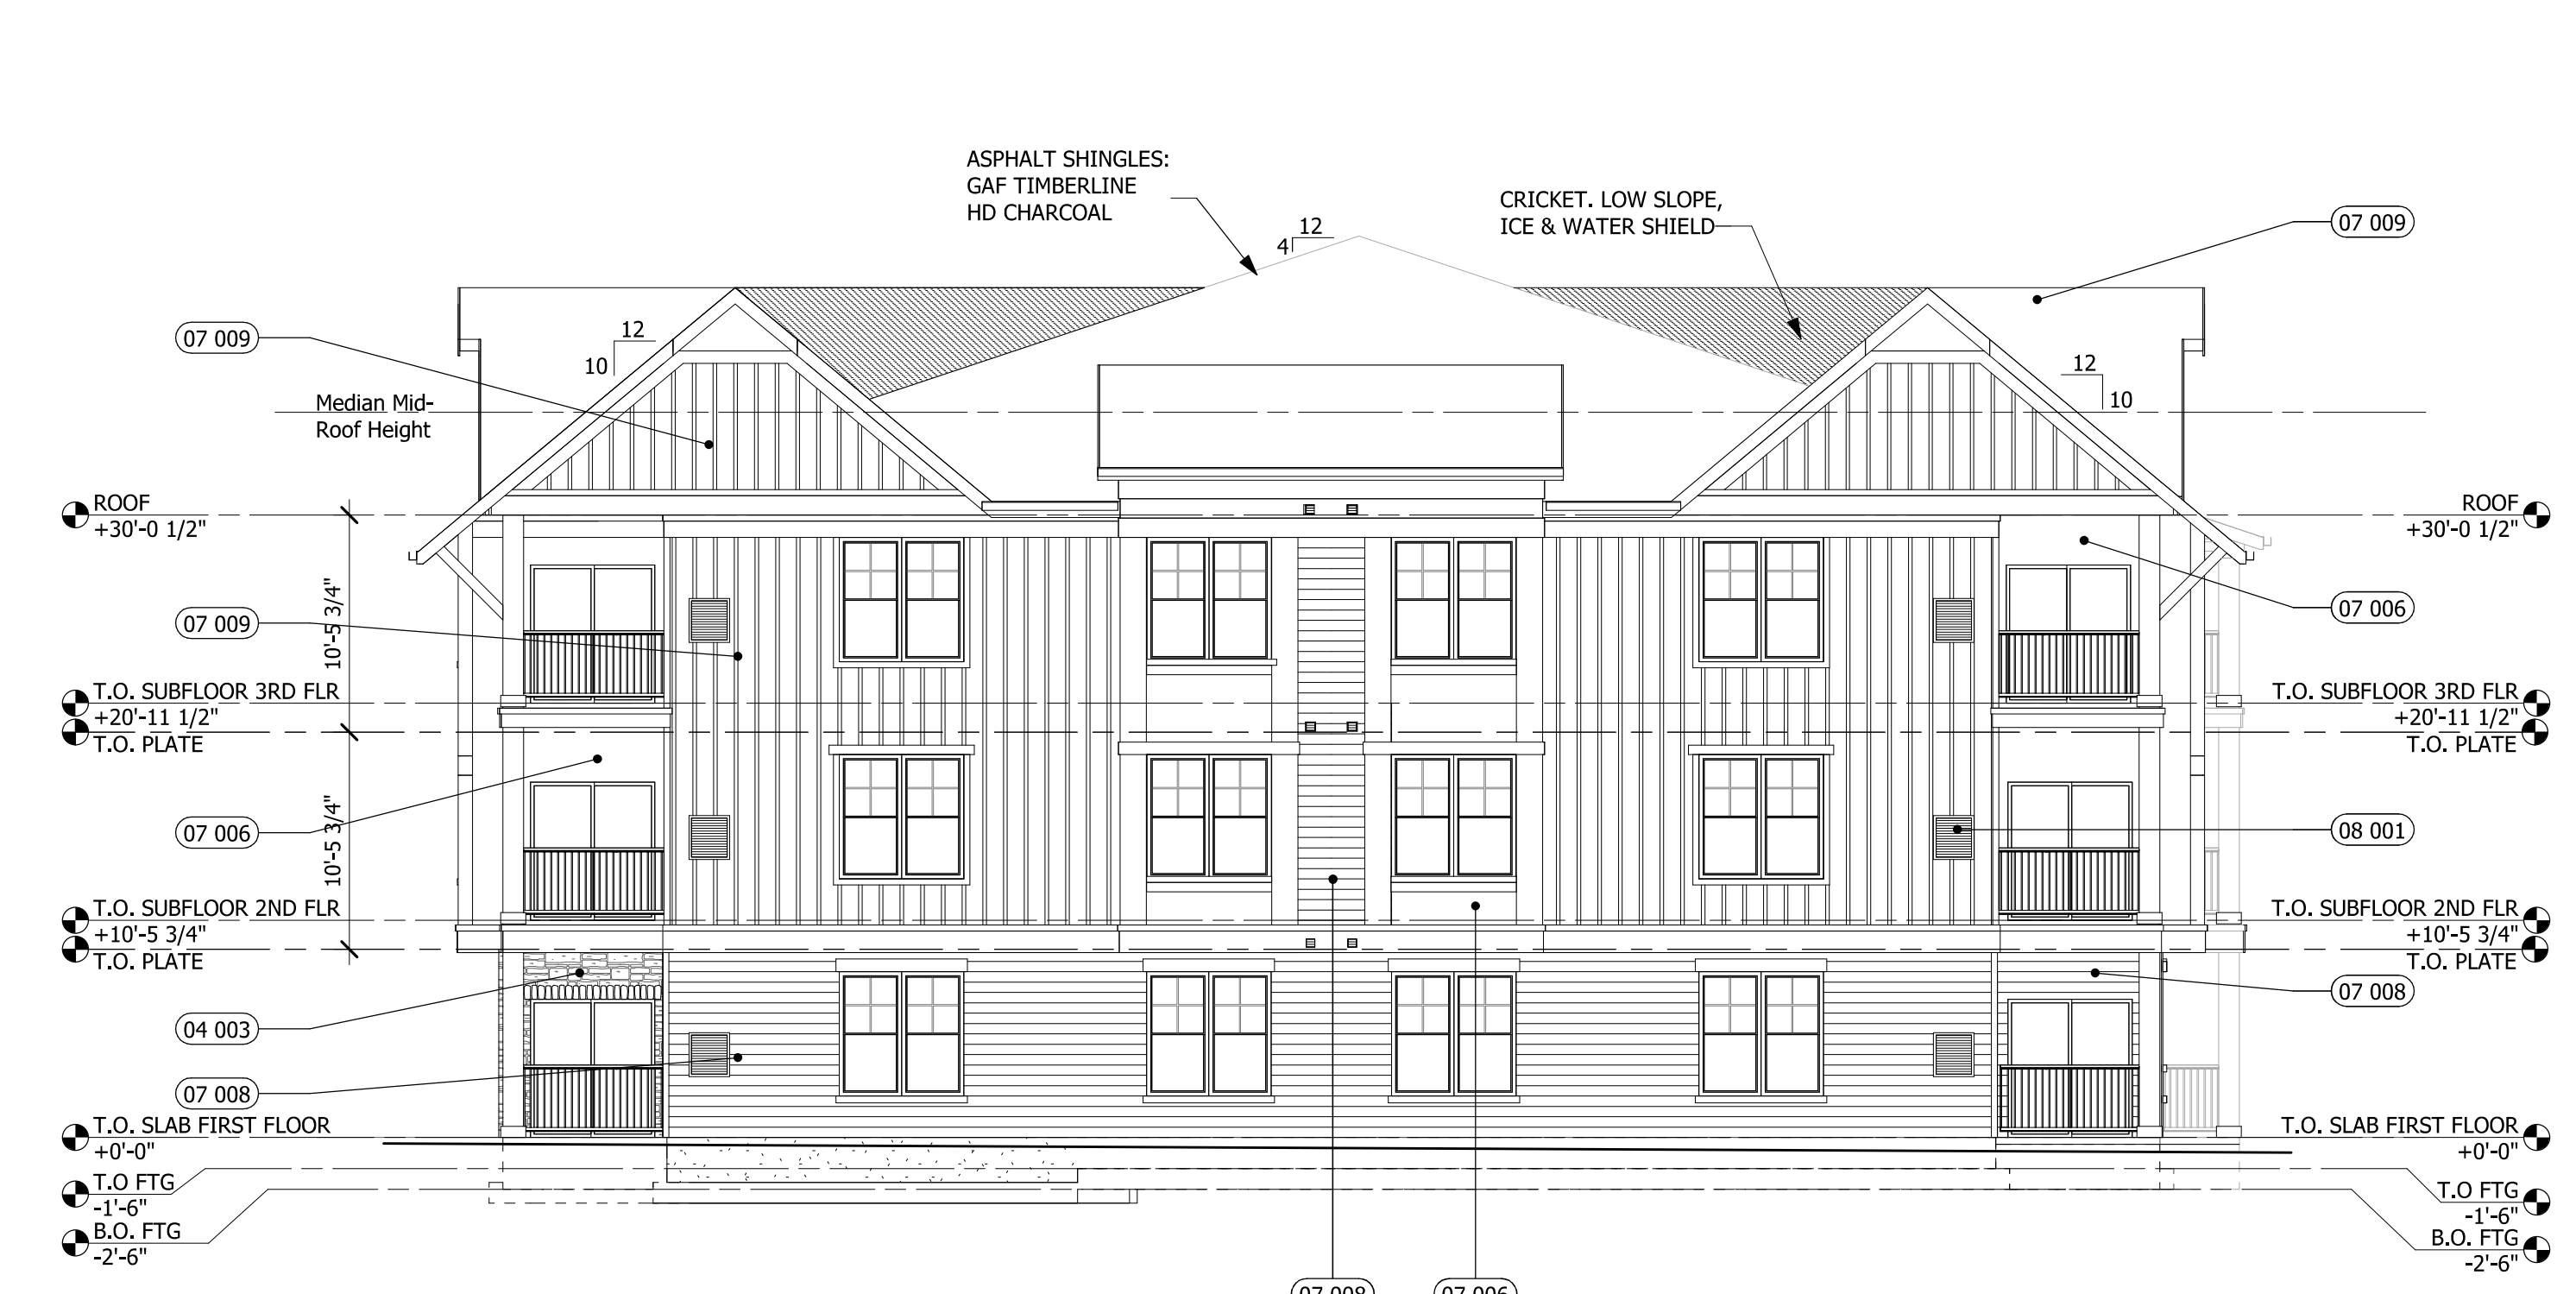 ASPHALT SHINGLES:
GAF TIMBERLINE
HD CHARCOAL
CRICKET. LOW SLOPE,
ICE & WATER SHIELD
12
4
07 009
07 009
12
10
12
10
Median Mid-
Roof Height
ROOF
+30'-0 1/2"
ROOF
+30'-0 1/2"
10'-5 3/4"
07 009
07 006
T.O. SUBFLOOR 3RD FLR
+20'-11 1/2"
T.O. PLATE
T.O. SUBFLOOR 3RD FLR
+20'-11 1/2"
T.O. PLATE
10'-5 3/4"
07 006
08 001
T.O. SUBFLOOR 2ND FLR
+10'-5 3/4"
T.O. PLATE
T.O. SUBFLOOR 2ND FLR
+10'-5 3/4"
T.O. PLATE
04 003
07 008
07 008
T.O. SLAB FIRST FLOOR
+0'-0"
T.O. SLAB FIRST FLOOR
+0'-0"
T.O FTG
-1'-6"
B.O. FTG
-2'-6"
T.O FTG
-1'-6"
B.O. FTG
-2'-6"
07 008
07 006